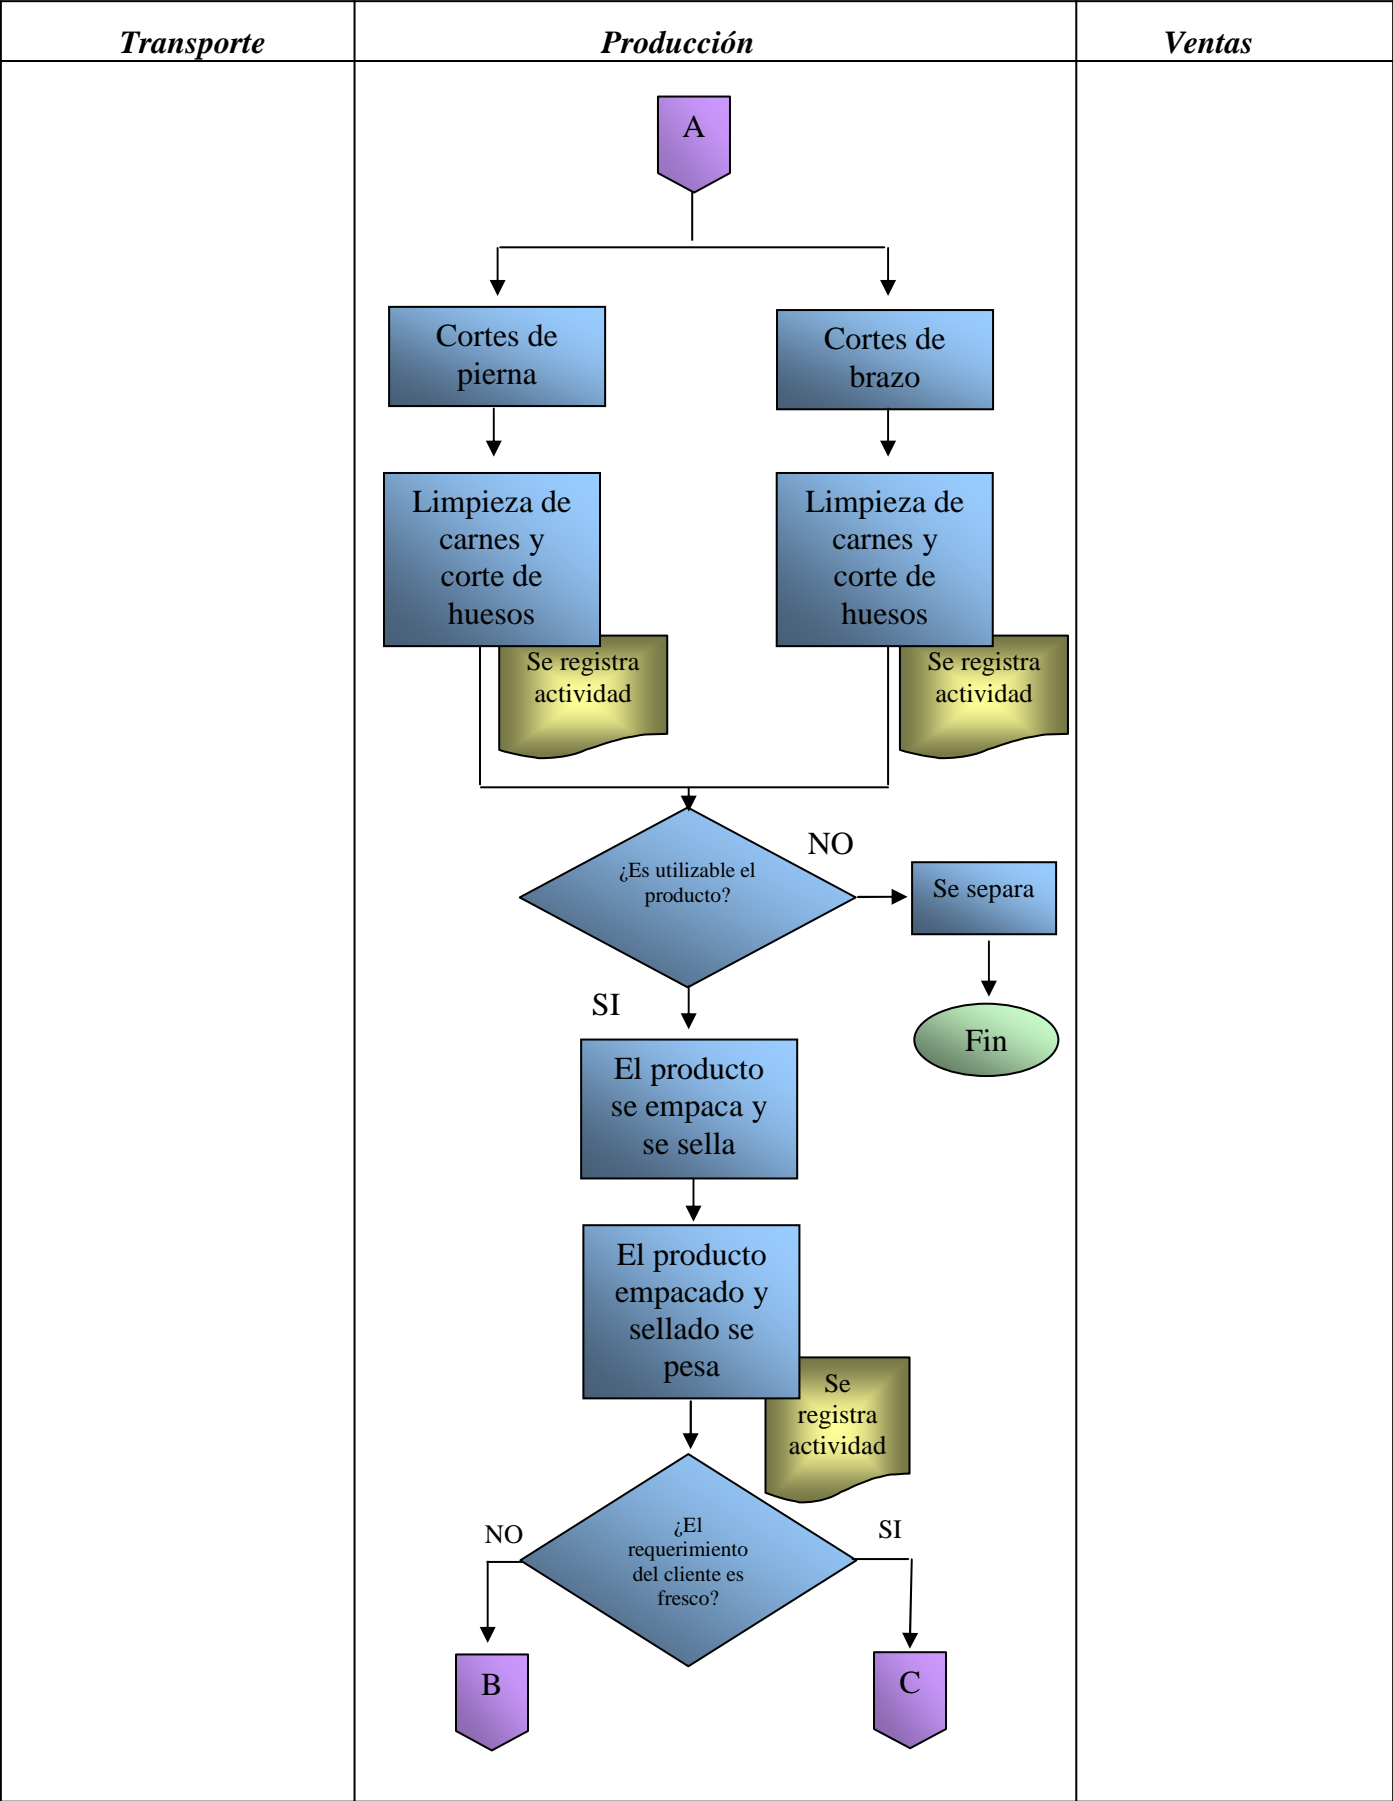 Transporte
Producción
Ventas
A
Cortes de
pierna
Cortes de
brazo
Limpieza de
carnes y
corte de
huesos
Limpieza de
carnes y
corte de
huesos
Se registra
actividad
Se registra
actividad
¿Es utilizable el
producto?
NO
Se separa
SI
Fin
El producto
se empaca y
se sella
El producto
empacado y
sellado se
pesa
Se
registra
actividad
¿El
requerimiento
del cliente es
fresco?
NO
SI
B
C